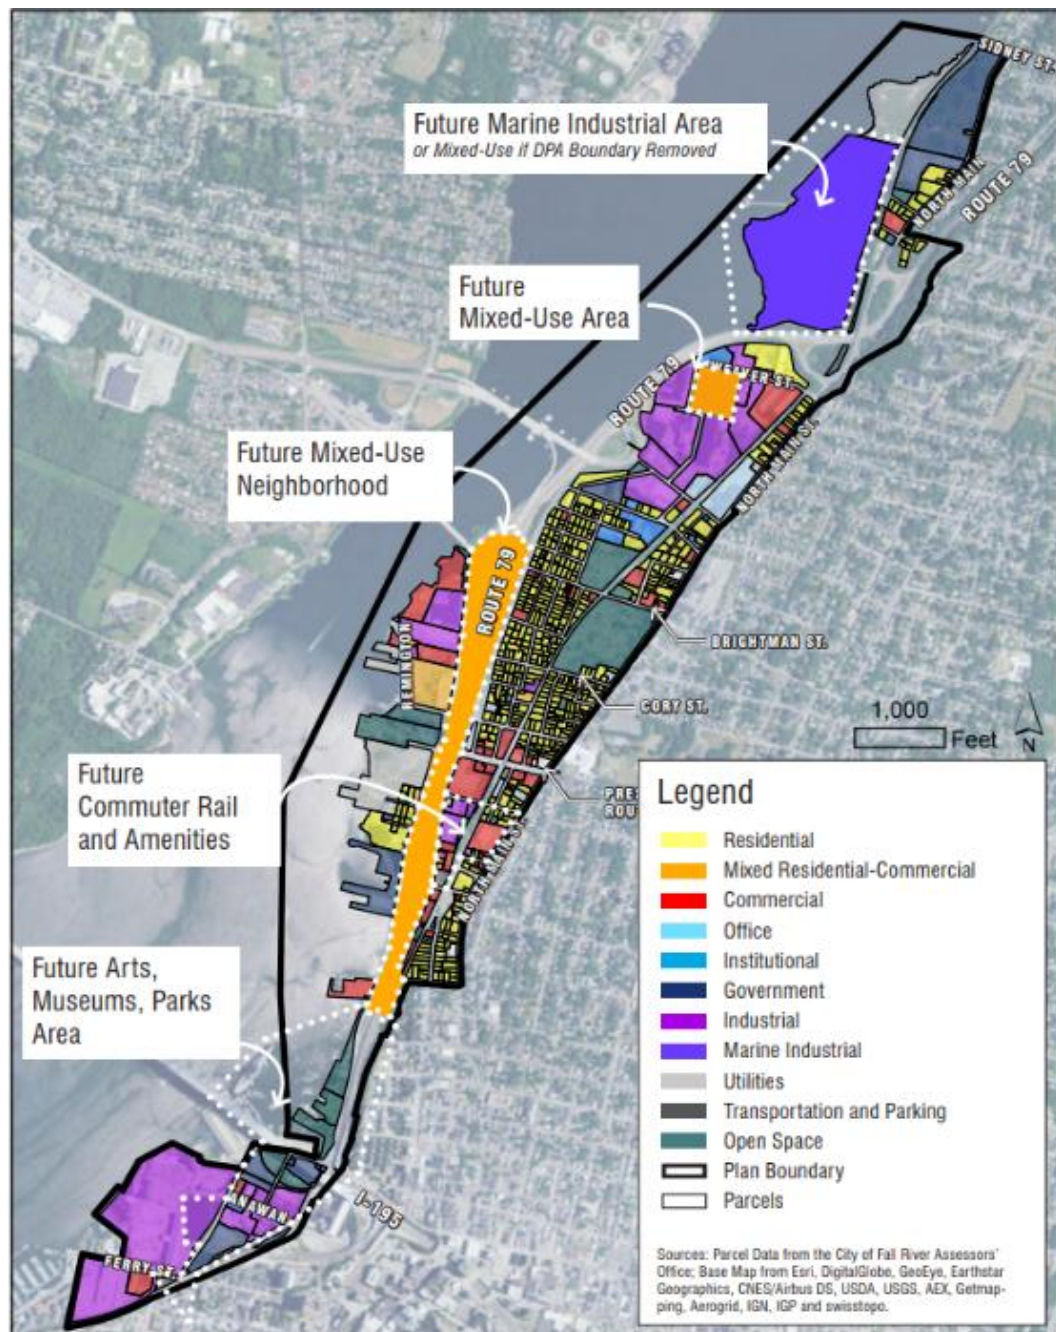 SIDNEY ST.
Future Marine Industrial Area
or Mixed-Use if DPA Boundary Removed
NORTH MAIN
ROUTE 79
Future
Mixed-Use Area
ROUTE 79
WEAVER ST.
NORTH MAIN ST.
Future Mixed-Use
Neighborhood
ROUTE 79
REMINGTON
BRIGHTMAN ST.
CORY ST.
1,000
Feet
N
Future
Commuter Rail
and Amenities
PRES
ROU
NORTH MAIN ST.
Legend
Residential
Mixed Residential-Commercial
Commercial
Office
Institutional
Government
Industrial
Marine Industrial
Utilities
Transportation and Parking
Open Space
Plan Boundary
Parcels
Sources: Parcel Data from the City of Fall River Assessors'
Office; Base Map from Esri, DigitalGlobe, GeoEye, Earthstar
Geographics, CNES/Airbus DS, USDA, USGS, AEX, Getmap-
ping, Aerogrid, IGN, IGP and swisstopo.
Future Arts,
Museums, Parks
Area
ANAWAN
I-195
FERRY ST.